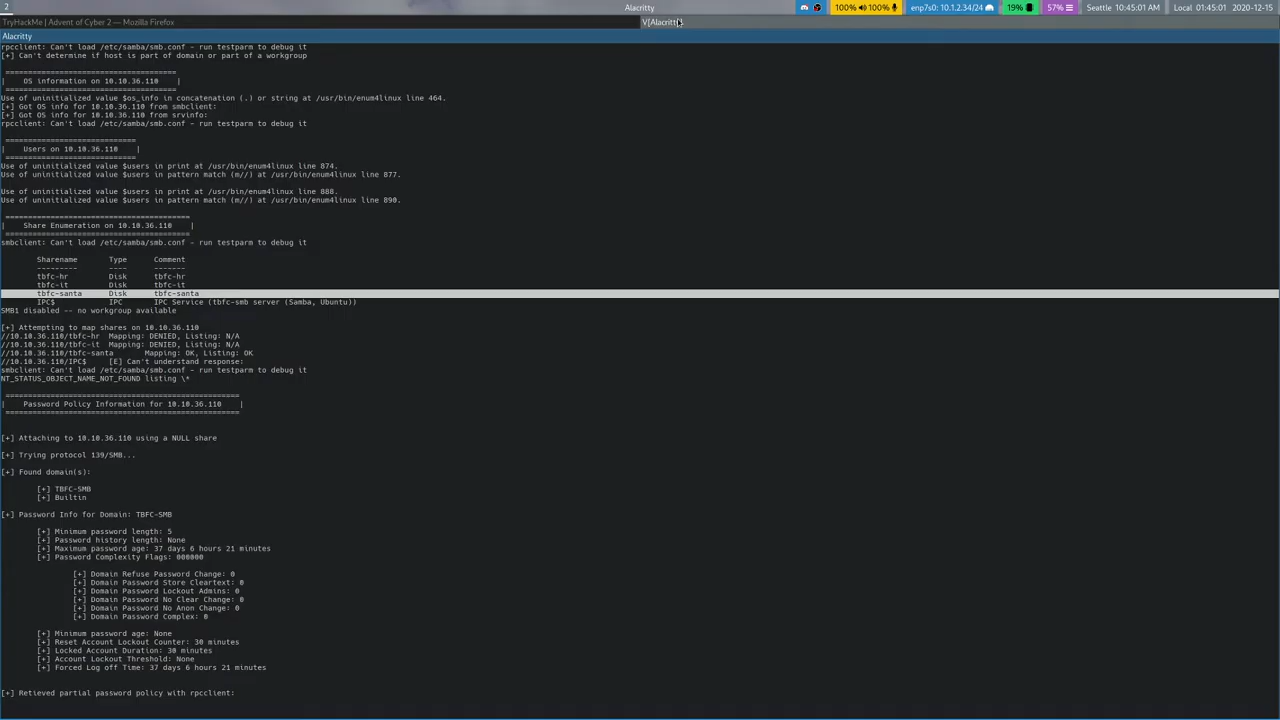 2
Alacritty
100% 100%
enp7s0: 10.1.2.34/24
19%
57%
Seattle 10:45:01 AM
Local 01:45:01
2020-12-15
TryHackMe | Advent of Cyber 2 — Mozilla Firefox
V[Alacritty]
Alacritty
rpcclient: Can't load /etc/samba/smb.conf - run testparm to debug it
[+] Can't determine if host is part of domain or part of a workgroup
=======================================
| OS information on 10.10.36.110 |
=======================================
Use of uninitialized value $os_info in concatenation (.) or string at /usr/bin/enum4linux line 464.
[+] Got OS info for 10.10.36.110 from smbclient:
[+] Got OS info for 10.10.36.110 from srvinfo:
rpcclient: Can't load /etc/samba/smb.conf - run testparm to debug it
=============================
| Users on 10.10.36.110 |
=============================
Use of uninitialized value $users in print at /usr/bin/enum4linux line 874.
Use of uninitialized value $users in pattern match (m//) at /usr/bin/enum4linux line 877.
Use of uninitialized value $users in print at /usr/bin/enum4linux line 888.
Use of uninitialized value $users in pattern match (m//) at /usr/bin/enum4linux line 890.
=========================================
| Share Enumeration on 10.10.36.110 |
=========================================
smbclient: Can't load /etc/samba/smb.conf - run testparm to debug it
Sharename Type Comment
--------- ---- -------
tbfc-hr Disk tbfc-hr
tbfc-it Disk tbfc-it
tbfc-santa Disk tbfc-santa
IPC$ IPC IPC Service (tbfc-smb server (Samba, Ubuntu))
SMB1 disabled -- no workgroup available
[+] Attempting to map shares on 10.10.36.110
//10.10.36.110/tbfc-hr Mapping: DENIED, Listing: N/A
//10.10.36.110/tbfc-it Mapping: DENIED, Listing: N/A
//10.10.36.110/tbfc-santa Mapping: OK, Listing: OK
//10.10.36.110/IPC$ [E] Can't understand response:
smbclient: Can't load /etc/samba/smb.conf - run testparm to debug it
NT_STATUS_OBJECT_NAME_NOT_FOUND listing \*
====================================================
| Password Policy Information for 10.10.36.110 |
====================================================
[+] Attaching to 10.10.36.110 using a NULL share
[+] Trying protocol 139/SMB...
[+] Found domain(s):
[+] TBFC-SMB
[+] Builtin
[+] Password Info for Domain: TBFC-SMB
[+] Minimum password length: 5
[+] Password history length: None
[+] Maximum password age: 37 days 6 hours 21 minutes
[+] Password Complexity Flags: 000000
[+] Domain Refuse Password Change: 0
[+] Domain Password Store Cleartext: 0
[+] Domain Password Lockout Admins: 0
[+] Domain Password No Clear Change: 0
[+] Domain Password No Anon Change: 0
[+] Domain Password Complex: 0
[+] Minimum password age: None
[+] Reset Account Lockout Counter: 30 minutes
[+] Locked Account Duration: 30 minutes
[+] Account Lockout Threshold: None
[+] Forced Log off Time: 37 days 6 hours 21 minutes
[+] Retieved partial password policy with rpcclient: